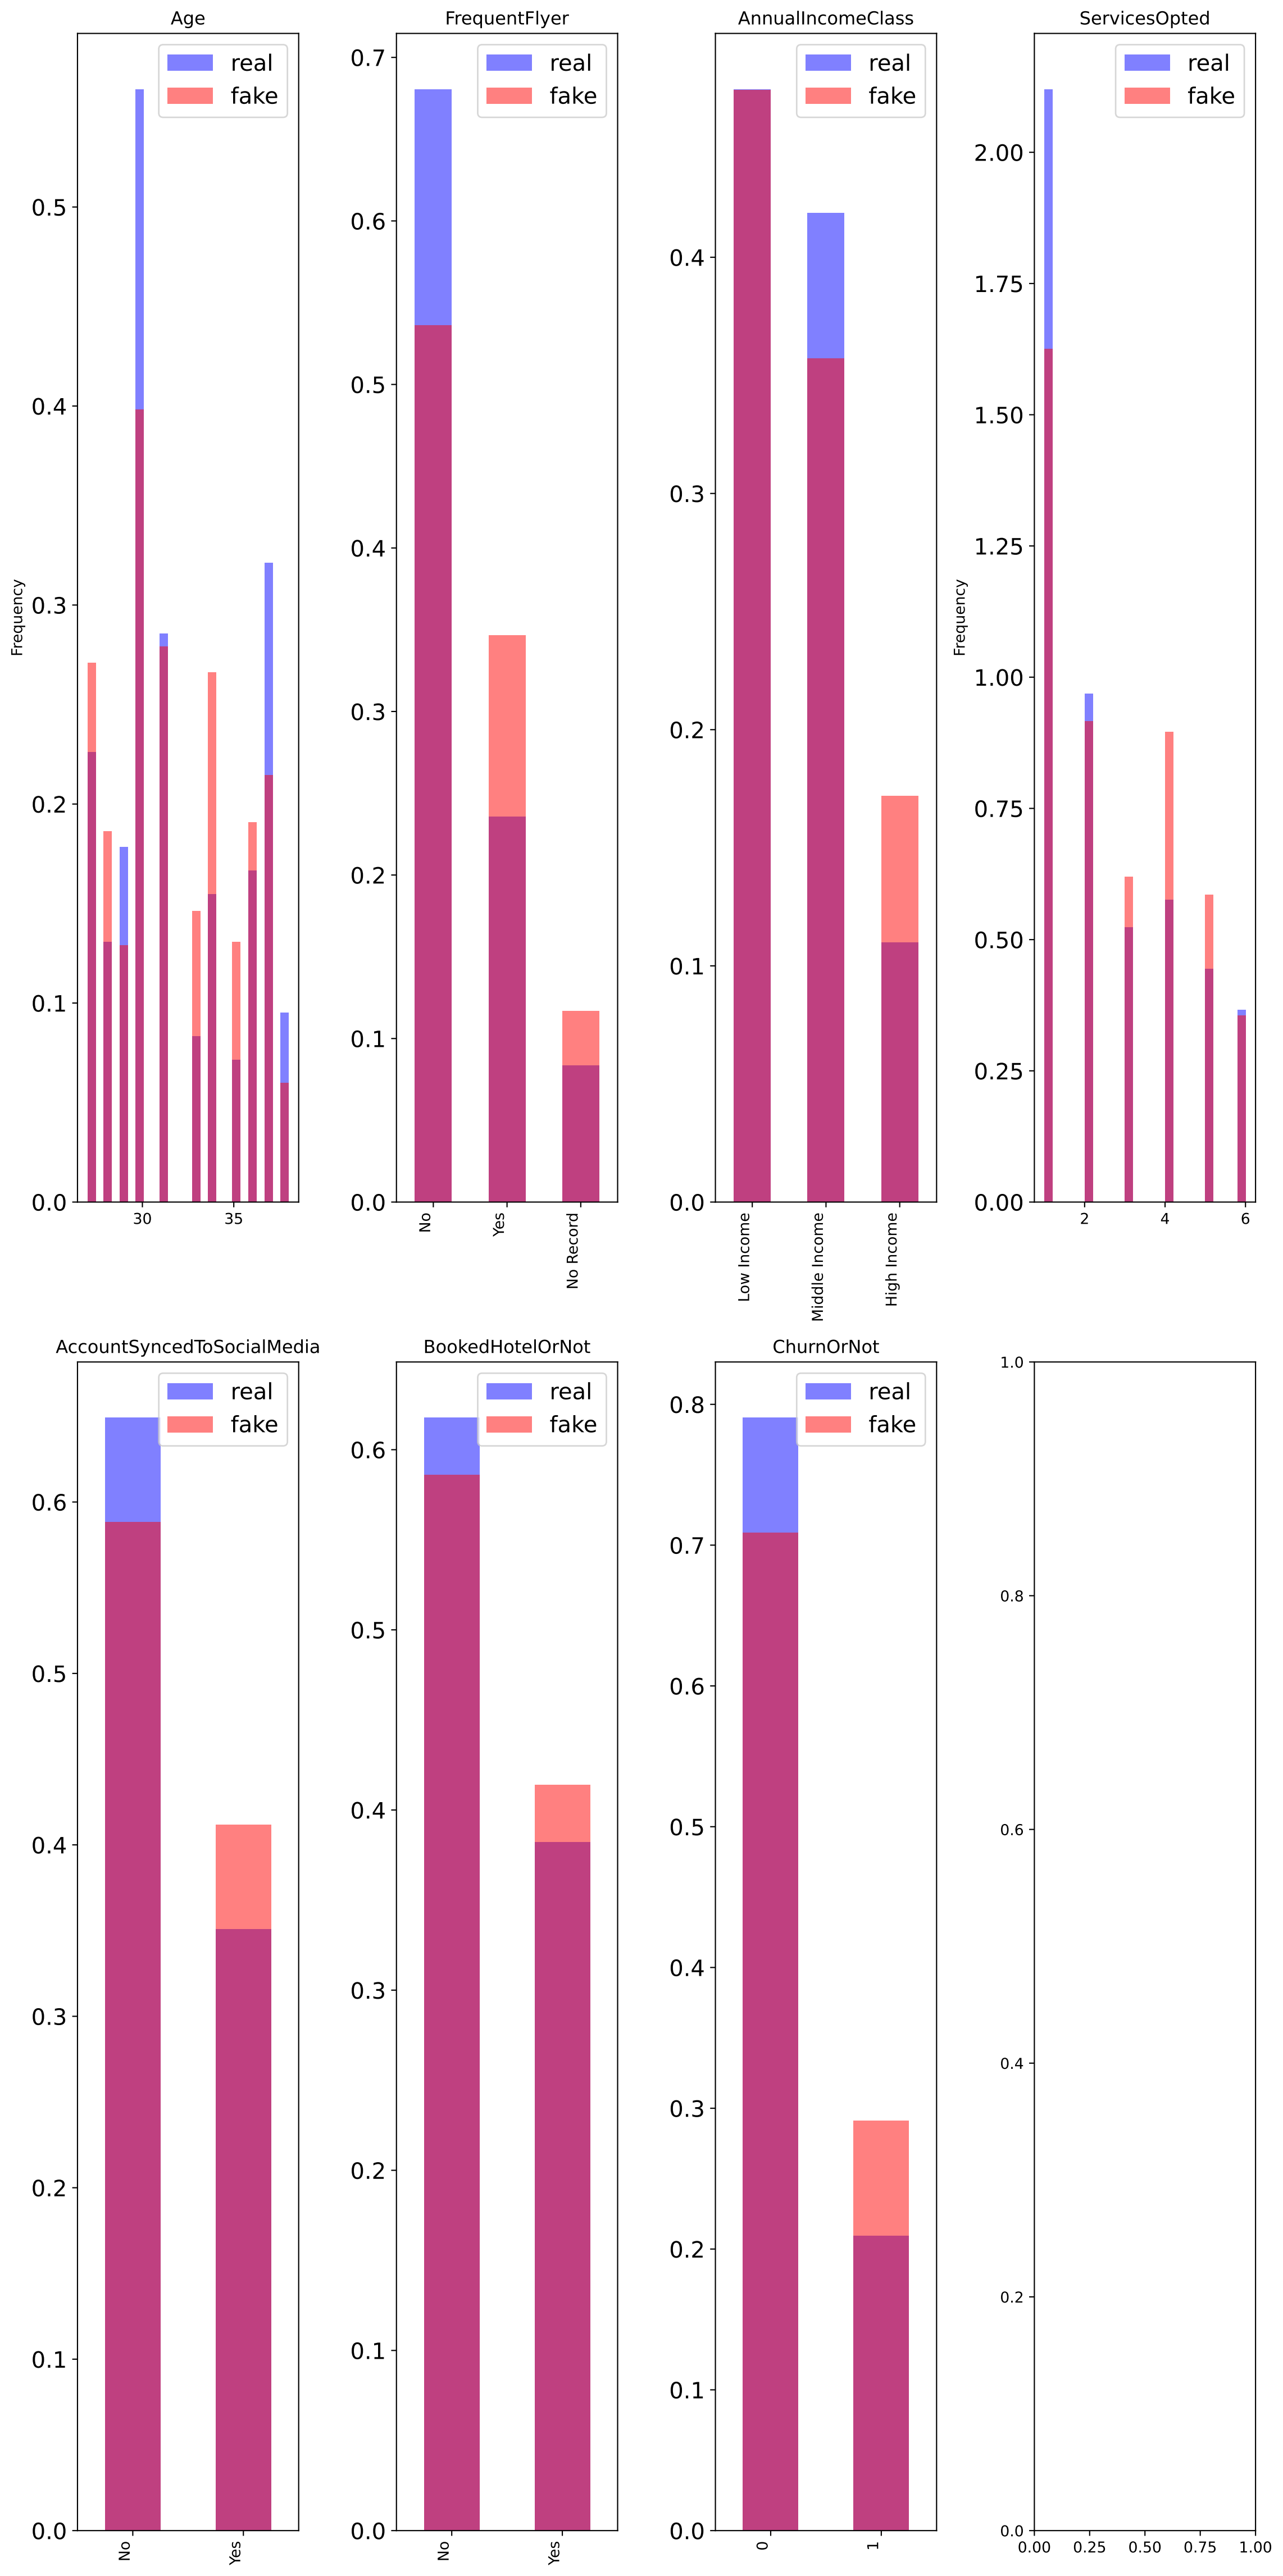 Age
real
fake
0.5
0.4
0.3
0.2
0.1
0.0
Frequency
30 35
FrequentFlyer
real
fake
0.7
0.6
0.5
0.4
0.3
0.2
0.1
0.0
No
Yes
No Record
AnnualIncomeClass
real
fake
0.4
0.3
0.2
0.1
0.0
Low Income
Middle Income
High Income
ServicesOpted
real
fake
2.00
1.75
1.50
1.25
1.00
0.75
0.50
0.25
0.00
Frequency
2 4 6
AccountSyncedToSocialMedia
real
fake
0.6
0.5
0.4
0.3
0.2
0.1
0.0
No
Yes
BookedHotelOrNot
real
fake
0.6
0.5
0.4
0.3
0.2
0.1
0.0
No
Yes
ChurnOrNot
real
fake
0.8
0.7
0.6
0.5
0.4
0.3
0.2
0.1
0.0
0
1
1.0
0.8
0.6
0.4
0.2
0.0
0.00 0.25 0.50 0.75 1.00